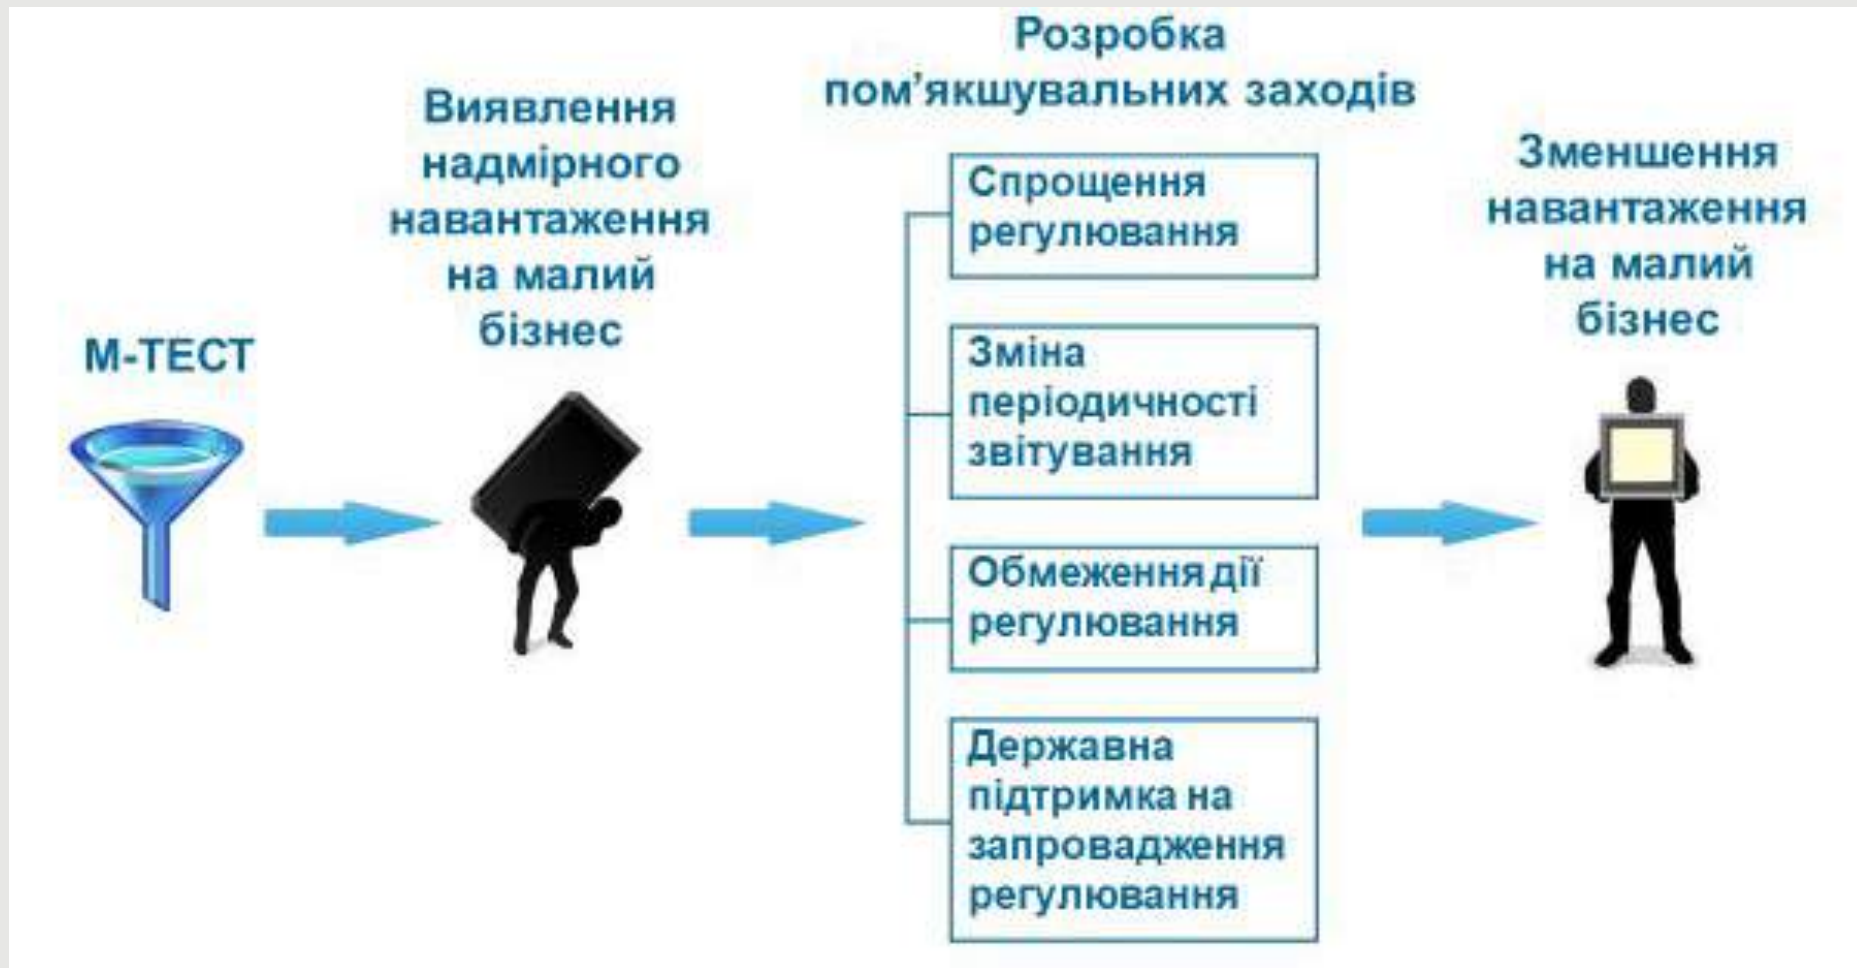 М-ТЕСТ
Виявлення
надмірного
навантаження
на малий
бізнес
Розробка
пом’якшувальних заходів
Спрощення
регулювання
Зміна
періодичності
звітування
Обмеження дії
регулювання
Державна
підтримка на
запровадження
регулювання
Зменшення
навантаження
на малий
бізнес